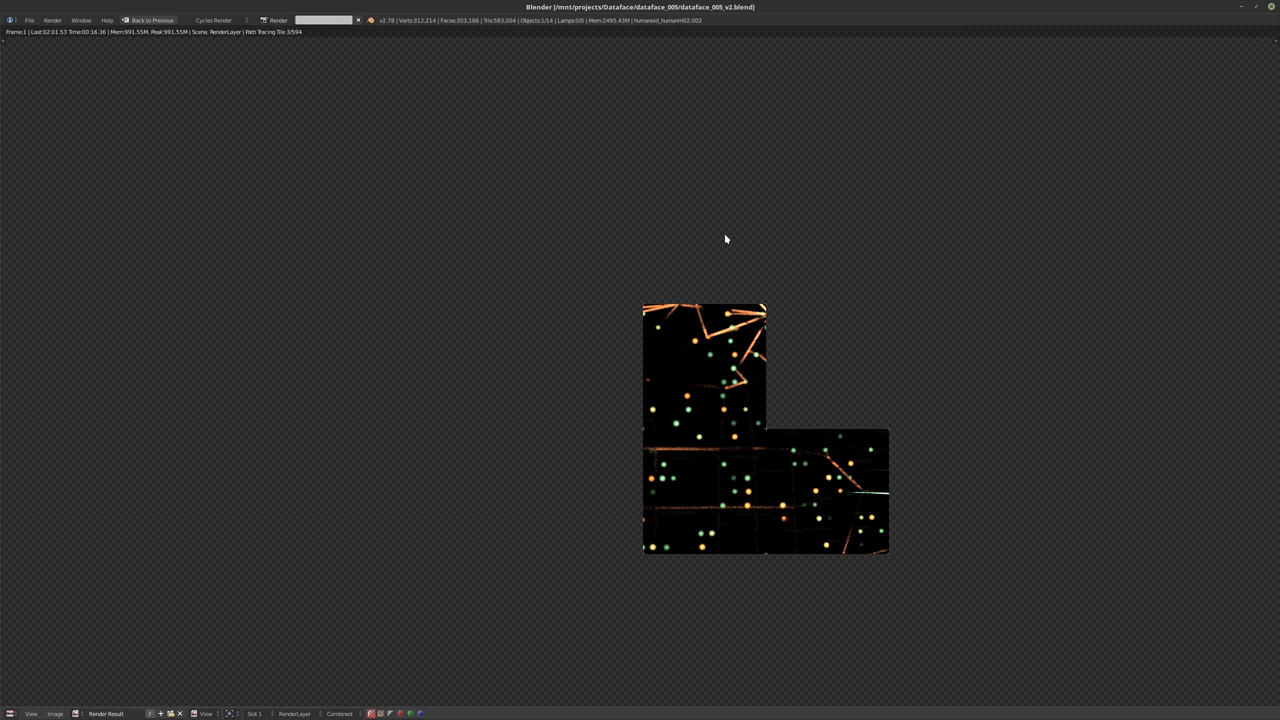 Blender [/mnt/projects/Dataface/dataface_005/dataface_005_v2.blend]
File Render Window Help Back to Previous Cycles Render Render v2.78 | Verts:312,214 | Faces:303,166 | Tris:583,004 | Objects:1/14 | Lamps:0/0 | Mem:2495.43M | humanoid_humanm02.002
Frame:1 | Last:02:01.53 Time:00:16.36 | Mem:991.55M, Peak:991.55M | Scene, RenderLayer | Path Tracing Tile 3/594
View Image Render Result F View Slot 1 RenderLayer Combined